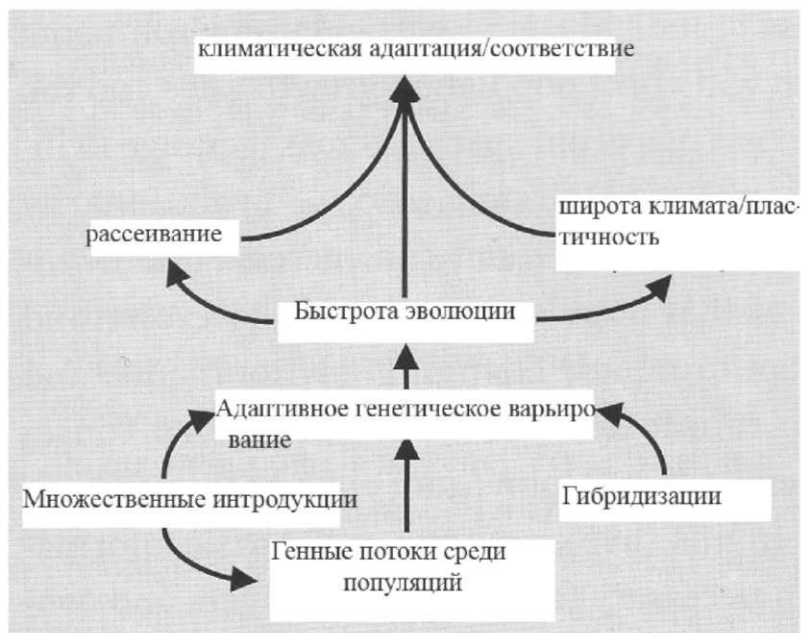 климатическая адаптация/соответствие
широта климата/плас-
тичность
рассеивание
Быстрота эволюции
Адаптивное генетическое варьиро
вание
Множественные интродукции
Гибридизации
Генные потоки среди
популяций